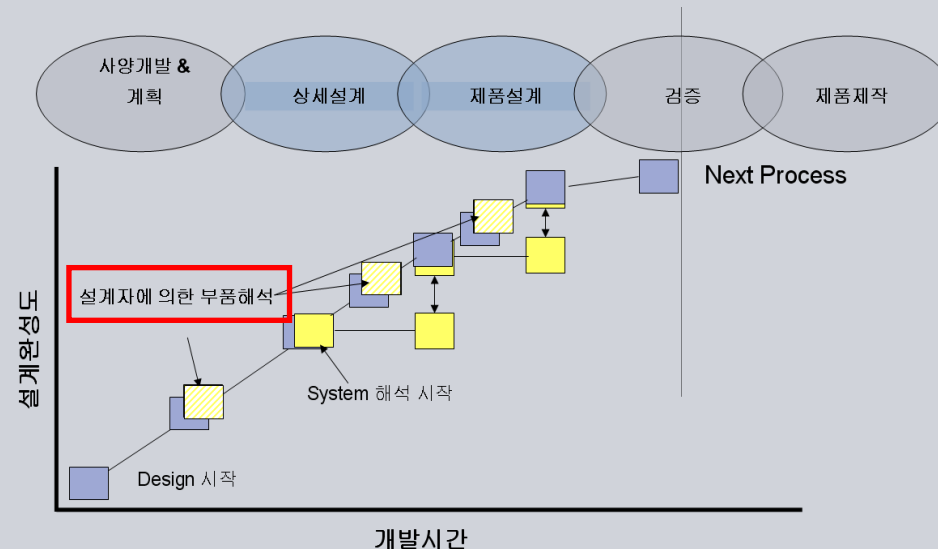 사양개발 &
계획
상세설계
제품설계
검증
제품제작
Next Process
설계자에 의한 부품해석
System 해석 시작
Design 시작
설계완성도
개발시간